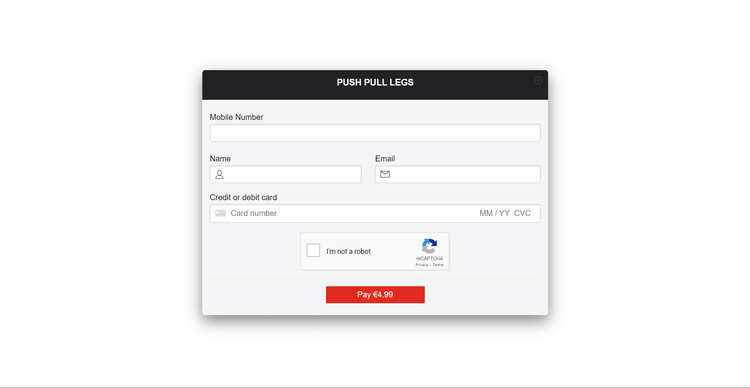 PUSH PULL LEGS
Mobile Number
Name
Email
Credit or debit card
Card number MM / YY CVC
I'm not a robot
reCAPTCHA
Privacy - Terms
Pay €4.99